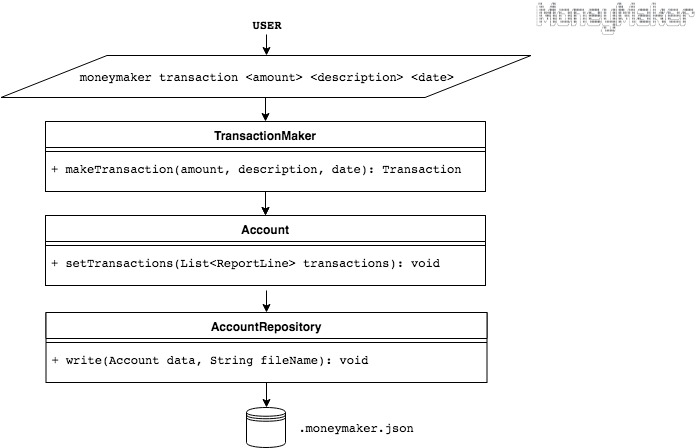 USER
moneymaker transaction <amount> <description> <date>
TransactionMaker
+ makeTransaction(amount, description, date): Transaction
Account
+ setTransactions(List<ReportLine> transactions): void
AccountRepository
+ write(Account data, String fileName): void
.moneymaker.json